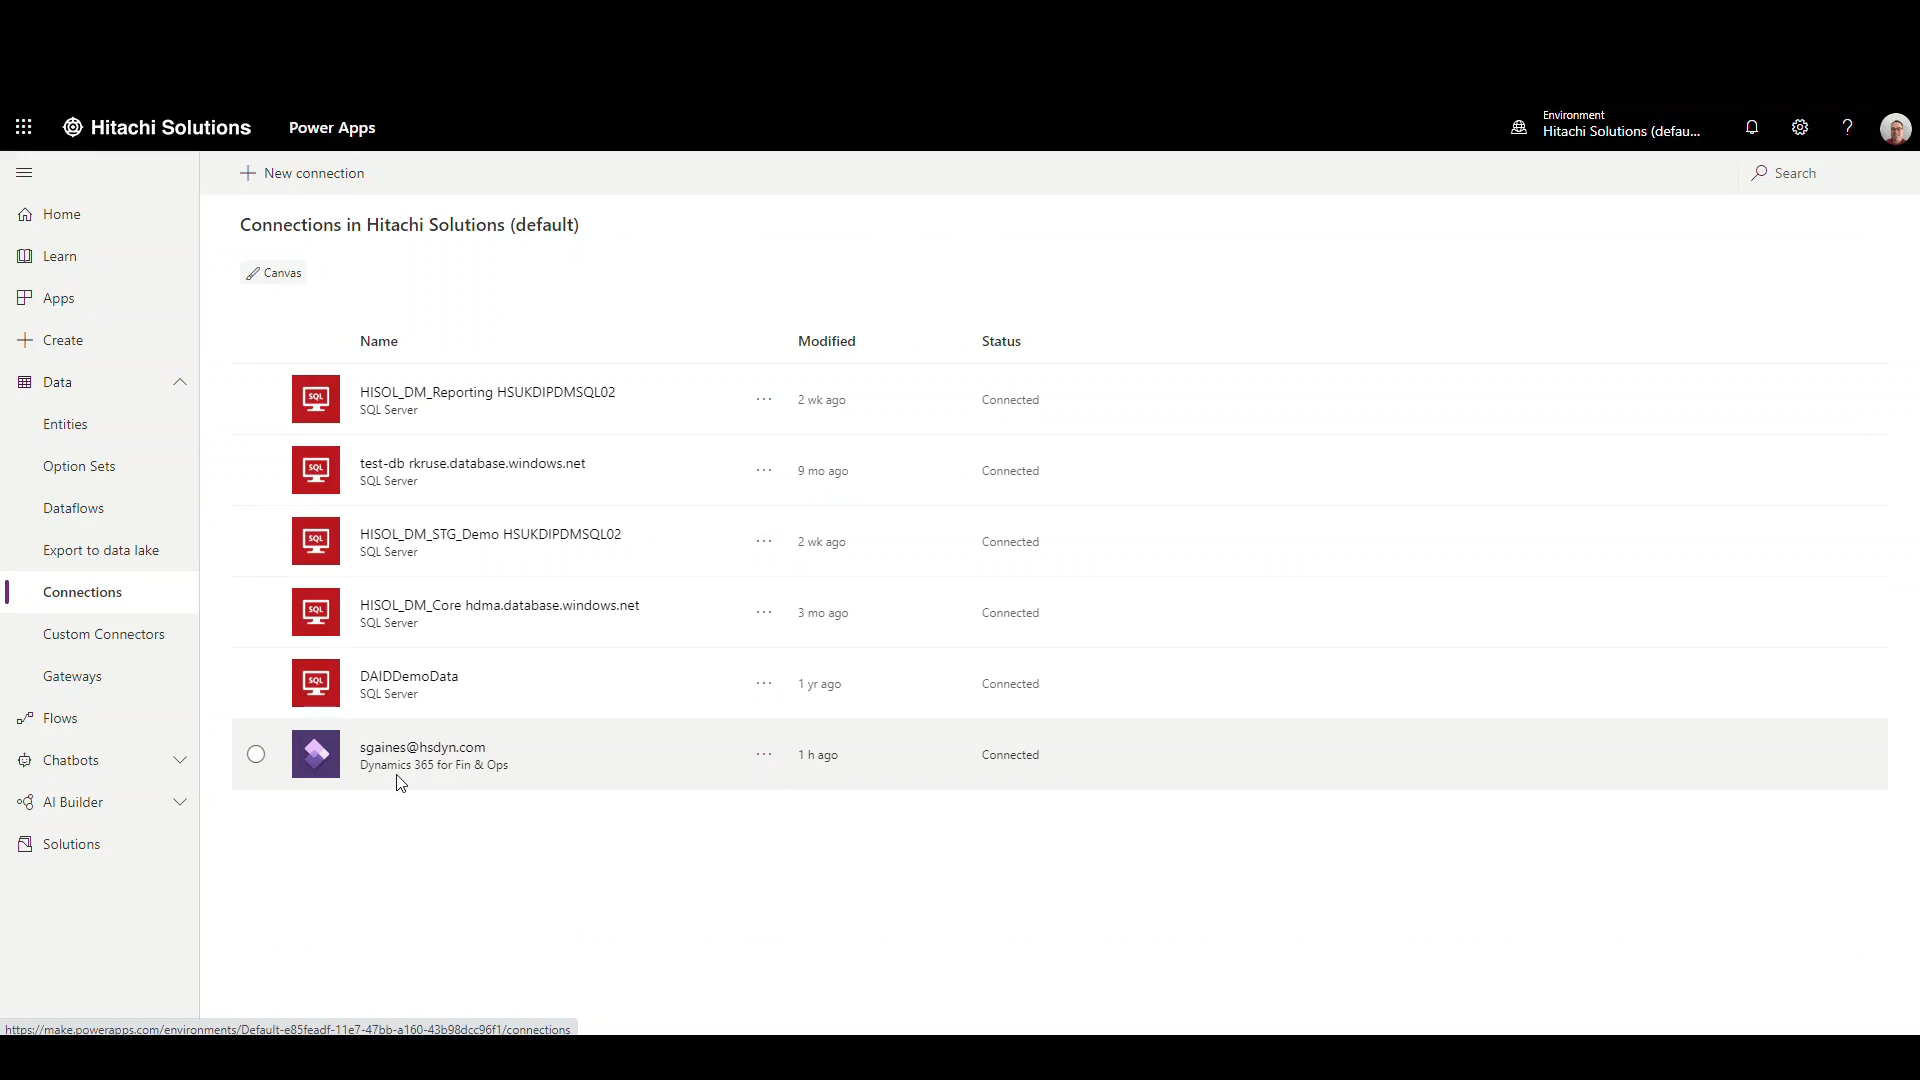 Hitachi Solutions
Power Apps
Environment
Hitachi Solutions (defau...
New connection
Search
Home
Learn
Apps
Create
Data
Entities
Option Sets
Dataflows
Export to data lake
Connections
Custom Connectors
Gateways
Flows
Chatbots
AI Builder
Solutions
Connections in Hitachi Solutions (default)
Canvas
Name Modified Status
SQL
HISOL_DM_Reporting HSUKDIPDMSQL02 ··· 2 wk ago Connected
SQL Server
SQL
test-db rkruse.database.windows.net ··· 9 mo ago Connected
SQL Server
SQL
HISOL_DM_STG_Demo HSUKDIPDMSQL02 ··· 2 wk ago Connected
SQL Server
SQL
HISOL_DM_Core hdma.database.windows.net ··· 3 mo ago Connected
SQL Server
SQL
DAIDDemoData ··· 1 yr ago Connected
SQL Server
sgaines@hsdyn.com ··· 1 h ago Connected
Dynamics 365 for Fin & Ops
https://make.powerapps.com/environments/Default-e85feadf-11e7-47bb-a160-43b98dcc96f1/connections